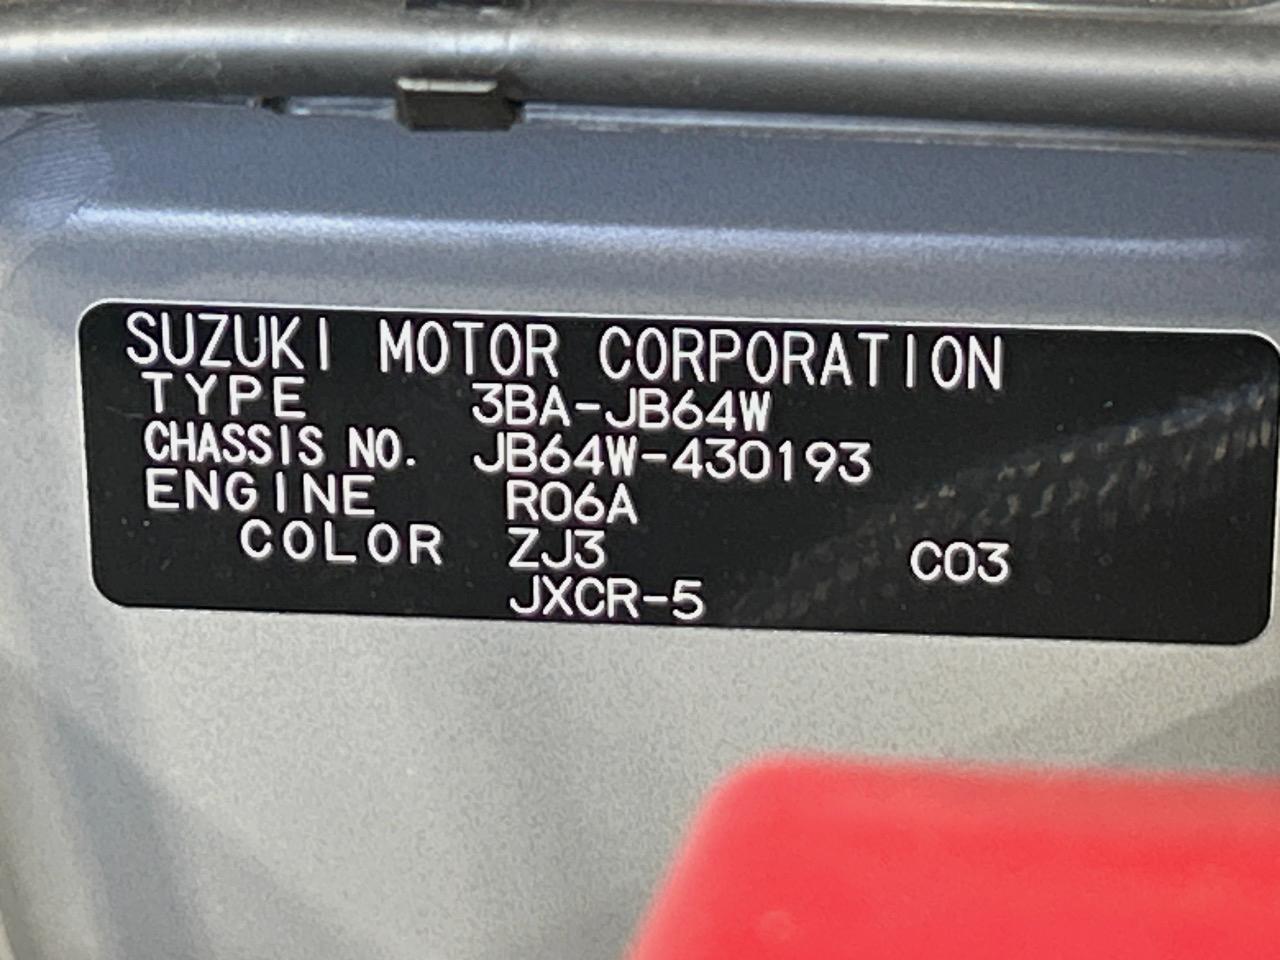 SUZUKI MOTOR CORPORATION
TYPE 3BA-JB64W
CHASSIS NO. JB64W-430193
ENGINE R06A
COLOR ZJ3 C03
JXCR-5